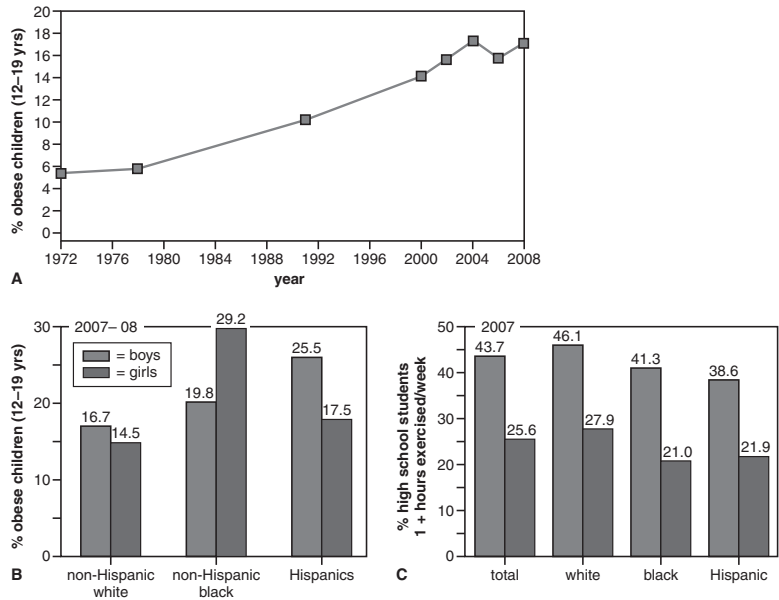 % obese children (12–19 yrs)
20
18
16
14
12
10
8
6
4
2
0
1972 1976 1980 1984 1988 1992 1996 2000 2004 2008
A
year
% obese children (12–19 yrs)
2007–08
= boys
= girls
30
20
10
0
16.7
14.5
19.8
29.2
25.5
17.5
B
non-Hispanic white
non-Hispanic black
Hispanics
% high school students
1 + hours exercised/week
2007
50
40
30
20
10
0
43.7
25.6
46.1
27.9
41.3
21.0
38.6
21.9
C
total white black Hispanic